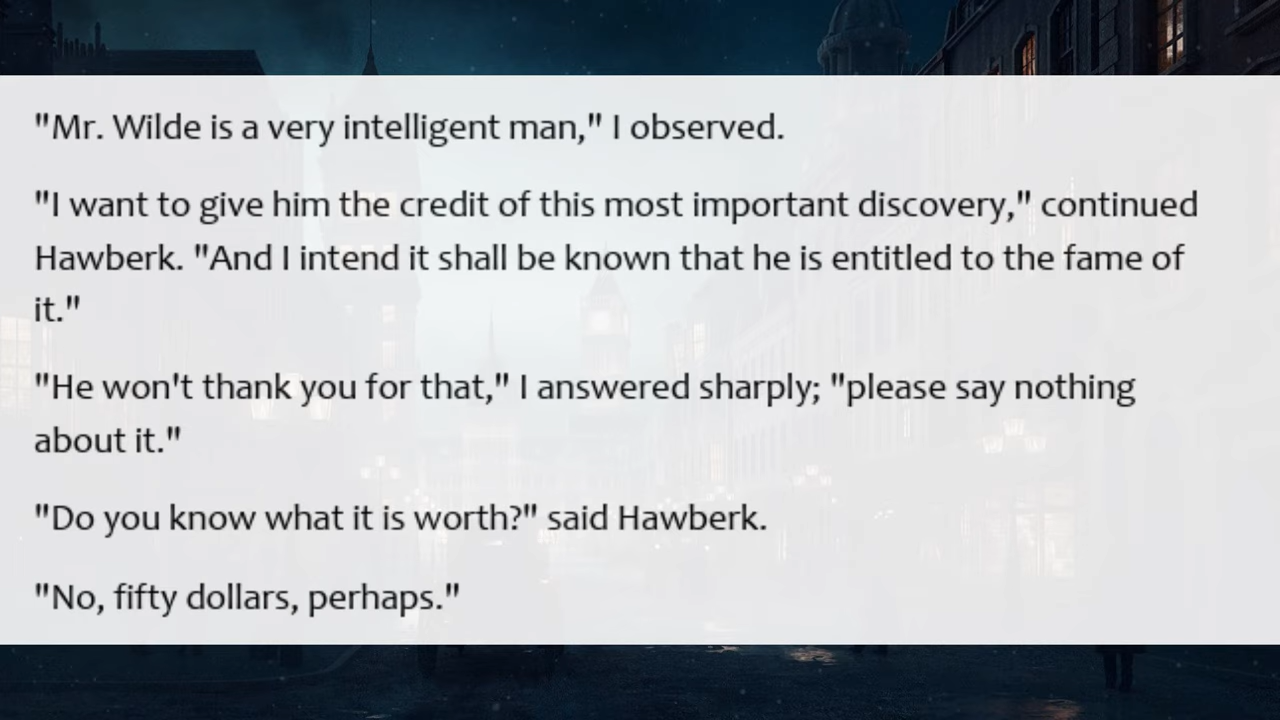 "Mr. Wilde is a very intelligent man," I observed.
"I want to give him the credit of this most important discovery," continued
Hawberk. "And I intend it shall be known that he is entitled to the fame of
it."
"He won't thank you for that," I answered sharply; "please say nothing
about it."
"Do you know what it is worth?" said Hawberk.
"No, fifty dollars, perhaps."